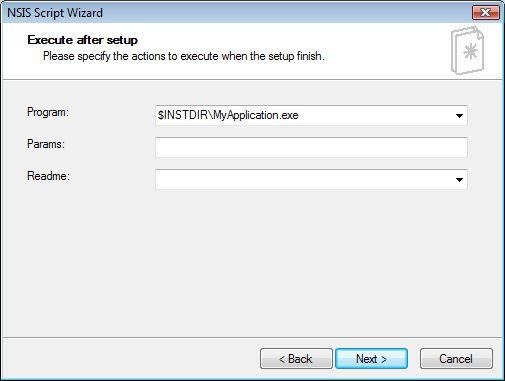 NSIS Script Wizard
Execute after setup
Please specify the actions to execute when the setup finish.
Program:
$INSTDIR\MyApplication.exe
Params:
Readme:
< Back
Next >
Cancel